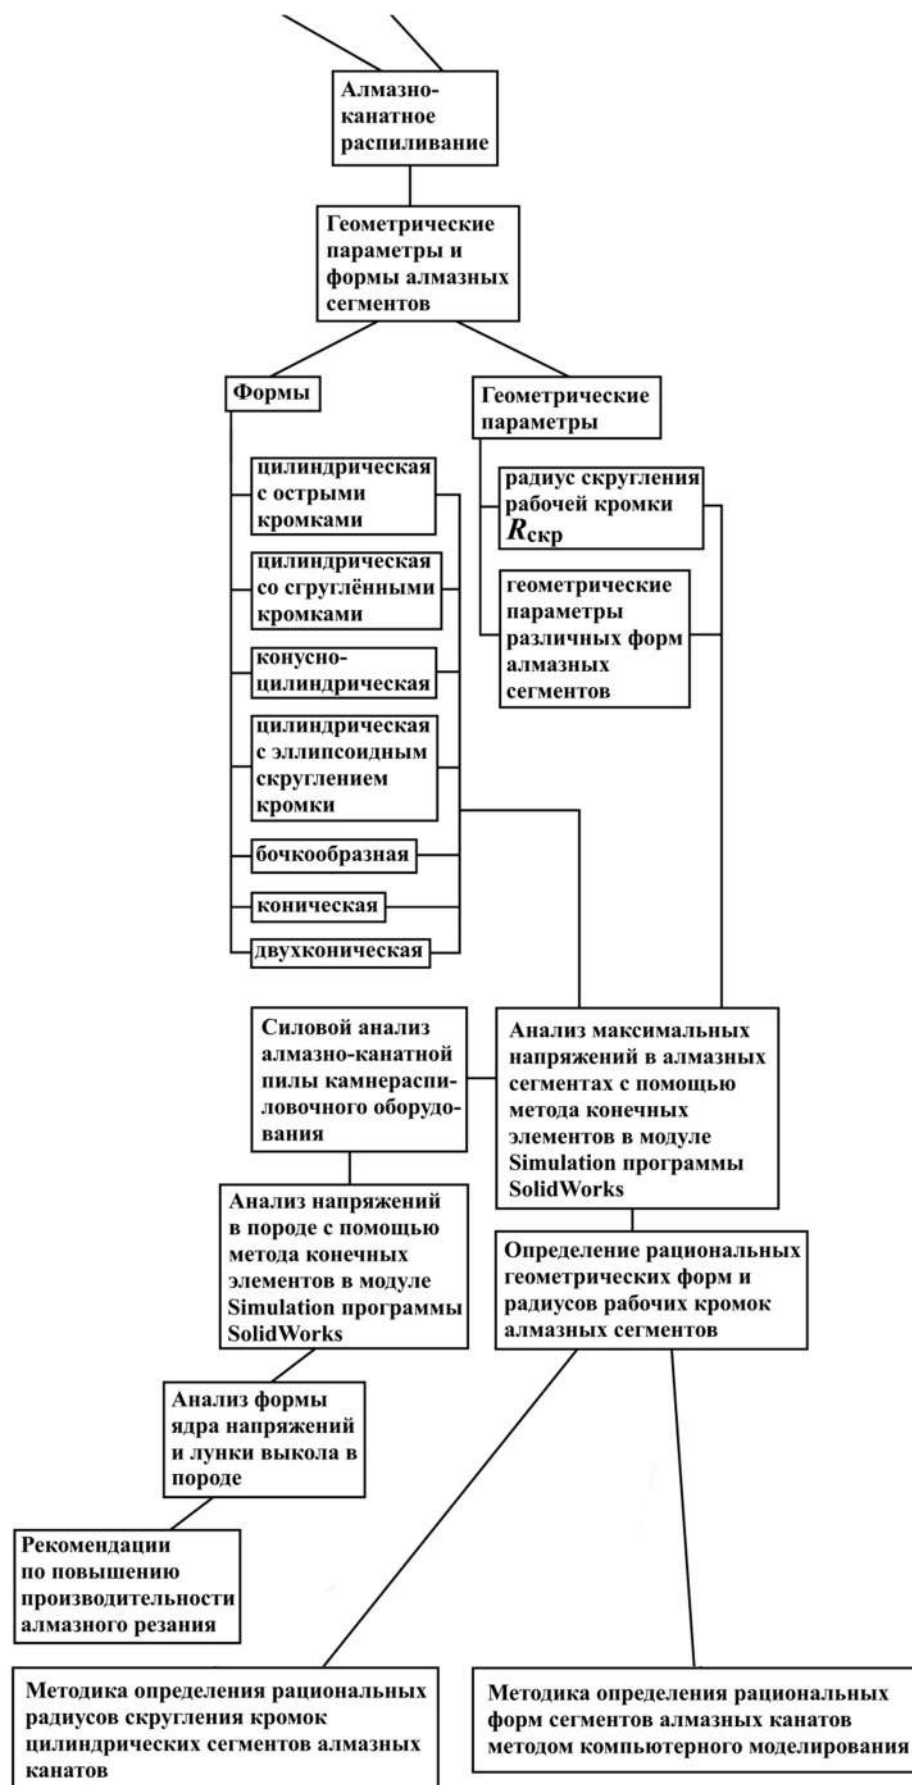 Алмазно-
канатное
распиливание
Геометрические
параметры и
формы алмазных
сегментов
Формы
Геометрические
параметры
цилиндрическая
с острыми
кромками
цилиндрическая
со сгруглёнными
кромками
конусно-
цилиндрическая
цилиндрическая
с эллипсоидным
скруглением
кромки
бочкообразная
коническая
двухконическая
радиус скругления
рабочей кромки
Rскр
геометрические
параметры
различных форм
алмазных
сегментов
Силовой анализ
алмазно-канатной
пилы камнераспи-
ловочного оборудо-
вания
Анализ максимальных
напряжений в алмазных
сегментах с помощью
метода конечных
элементов в модуле
Simulation программы
SolidWorks
Анализ напряжений
в породе с помощью
метода конечных
элементов в модуле
Simulation программы
SolidWorks
Определение рациональных
геометрических форм и
радиусов рабочих кромок
алмазных сегментов
Анализ формы
ядра напряжений
и лунки выкола в
породе
Рекомендации
по повышению
производительности
алмазного резания
Методика определения рациональных
радиусов скругления кромок
цилиндрических сегментов алмазных
канатов
Методика определения рациональных
форм сегментов алмазных канатов
методом компьютерного моделирования